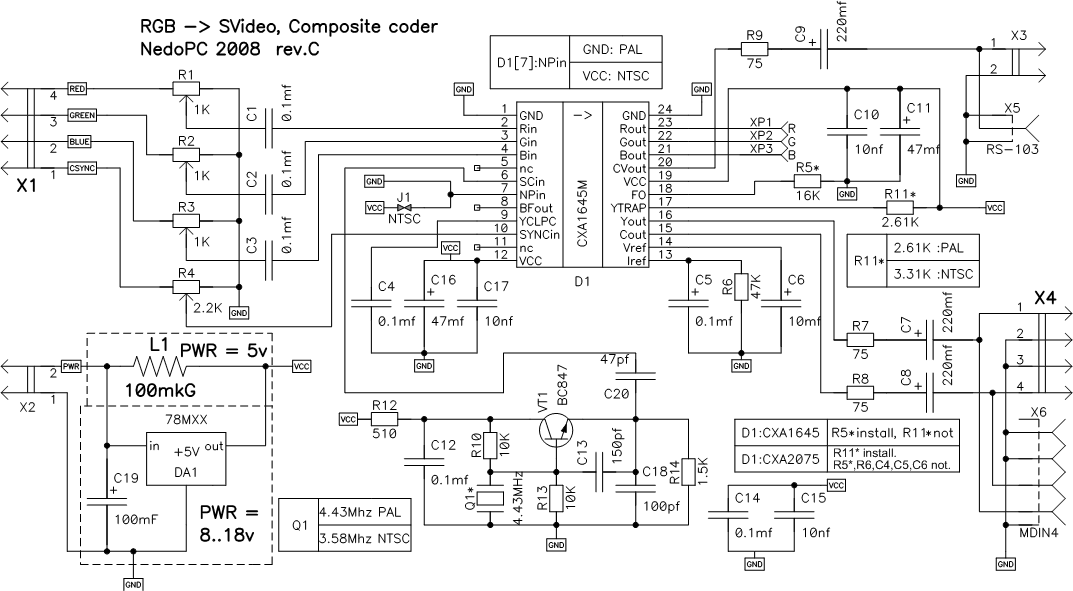 RGB -> SVideo, Composite coder
NedoPC 2008 rev.C
D1[7]:NPin
GND: PAL
VCC: NTSC
X1
4 RED
3 GREEN
2 BLUE
1 CSYNC
R1
1K
R2
1K
R3
1K
R4
2.2K
GND
C1
0.1mf
C2
0.1mf
C3
0.1mf
GND
1 GND
2 Rin
3 Gin
4 Bin
5 nc
6 SCin
7 NPin
8 BFout
9 YCLPC
10 SYNCin
11 nc
12 VCC
->
CXA1645M
D1
GND 24
Rout 23
Gout 22
Bout 21
CVout 20
VCC 19
FO 18
YTRAP 17
Yout 16
Cout 15
Vref 14
Iref 13
GND
XP1 R
XP2 G
XP3 B
GND
VCC
J1
NTSC
VCC
C4
0.1mf
C16
+
47mf
C17
10nf
GND
R9
75
C9
+
220mf
1 X3
2
X5
RS-103
GND
C10
10nf
C11
+
47mf
GND
R5*
16K
R11*
2.61K
VCC
R11*
2.61K :PAL
3.31K :NTSC
C5
+
0.1mf
R6
47K
C6
+
10mf
GND
R7
75
C7
+
220mf
R8
75
C8
+
220mf
X4
1
2
3
4
X6
MDIN4
GND
X2
2 PWR
1
L1
100mkG
PWR = 5v
VCC
78MXX
in +5V out
DA1
C19
+
100mF
PWR =
8..18v
GND
Q1
4.43Mhz PAL
3.58Mhz NTSC
VCC
R12
510
C12
0.1mf
R10
10K
Q1*
4.43MHz
VT1
BC847
R13
10K
C13
150pf
47pf
C20
C18
100pf
R14
1.5K
GND
D1:CXA1645 R5*install, R11*not
D1:CXA2075 R11* install.
R5*,R6,C4,C5,C6 not.
C14
0.1mf
C15
10nf
VCC
GND